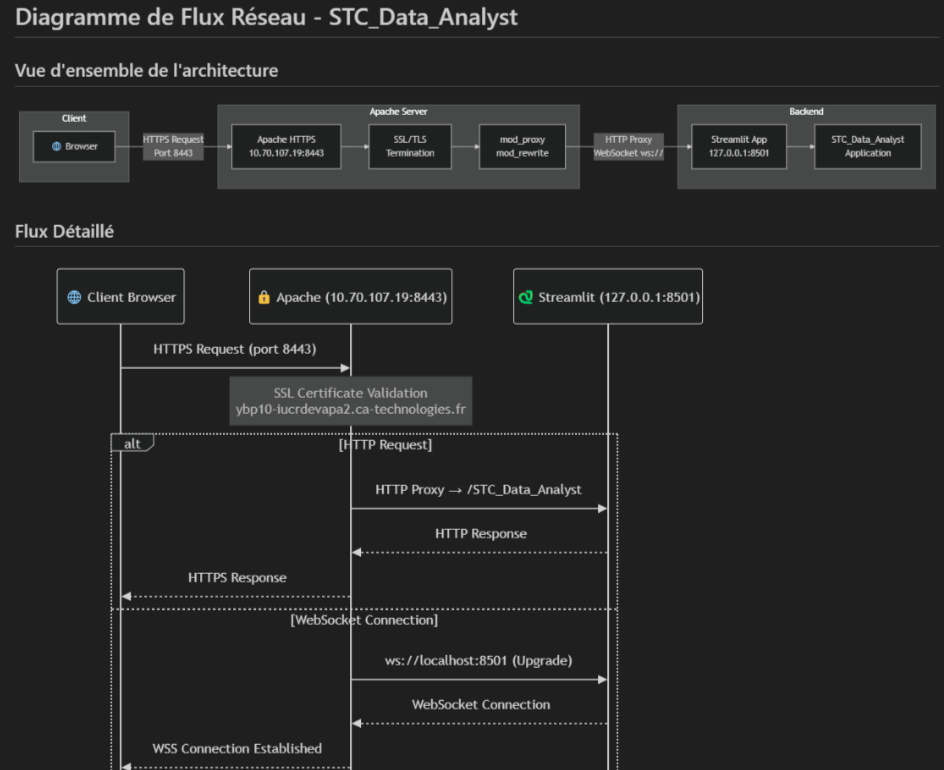 Diagramme de Flux Réseau - STC_Data_Analyst
Vue d'ensemble de l'architecture
Client
Browser
HTTPS Request
Port 8443
Apache Server
Apache HTTPS
10.70.107.19:8443
SSL/TLS
Termination
mod_proxy
mod_rewrite
HTTP Proxy
WebSocket ws://
Backend
Streamlit App
127.0.0.1:8501
STC_Data_Analyst
Application
Flux Détaillé
Client Browser
Apache (10.70.107.19:8443)
Streamlit (127.0.0.1:8501)
HTTPS Request (port 8443)
SSL Certificate Validation
ybp10-iucrdevapa2.ca-technologies.fr
alt
[HTTP Request]
HTTP Proxy → /STC_Data_Analyst
HTTP Response
HTTPS Response
[WebSocket Connection]
ws://localhost:8501 (Upgrade)
WebSocket Connection
WSS Connection Established